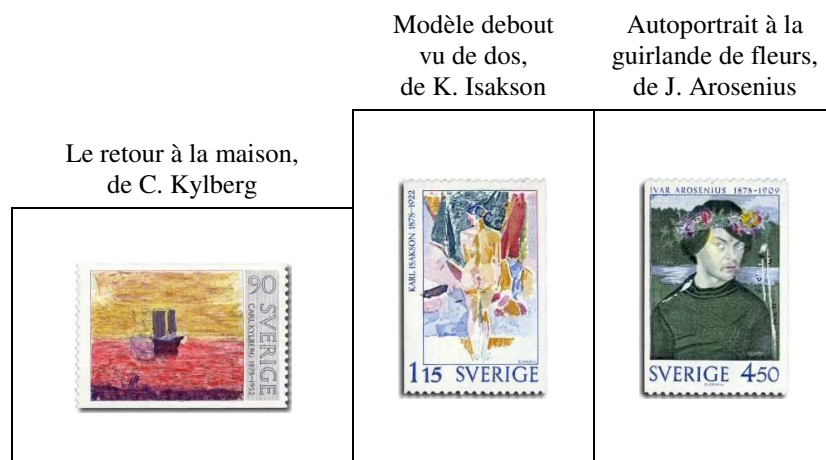 Le retour à la maison,
de C. Kylberg
Modèle debout
vu de dos,
de K. Isakson
Autoportrait à la
guirlande de fleurs,
de J. Arosenius
90 SVERIGE
CARL KYLBERG 1878-1952
KARL ISAKSON 1878-1922
1 15 SVERIGE
IVAR AROSENIUS 1878-1909
SVERIGE 4 50